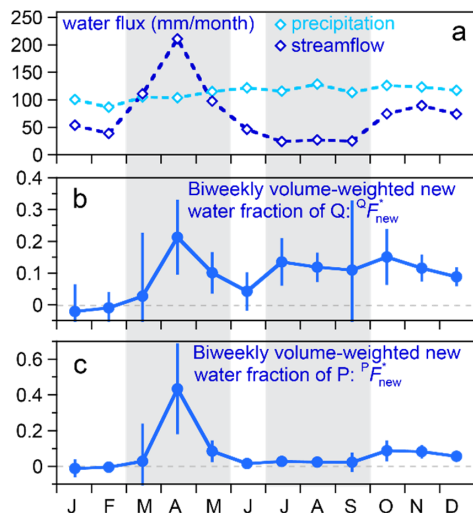 250
water flux (mm/month)
precipitation
a
200
streamflow
150
100
50
0
0.4
b
Biweekly volume-weighted new
water fraction of Q: QF*new
0.3
0.2
0.1
0
0.6
c
Biweekly volume-weighted new
water fraction of P: PF*new
0.4
0.2
0
J F M A M J J A S O N D